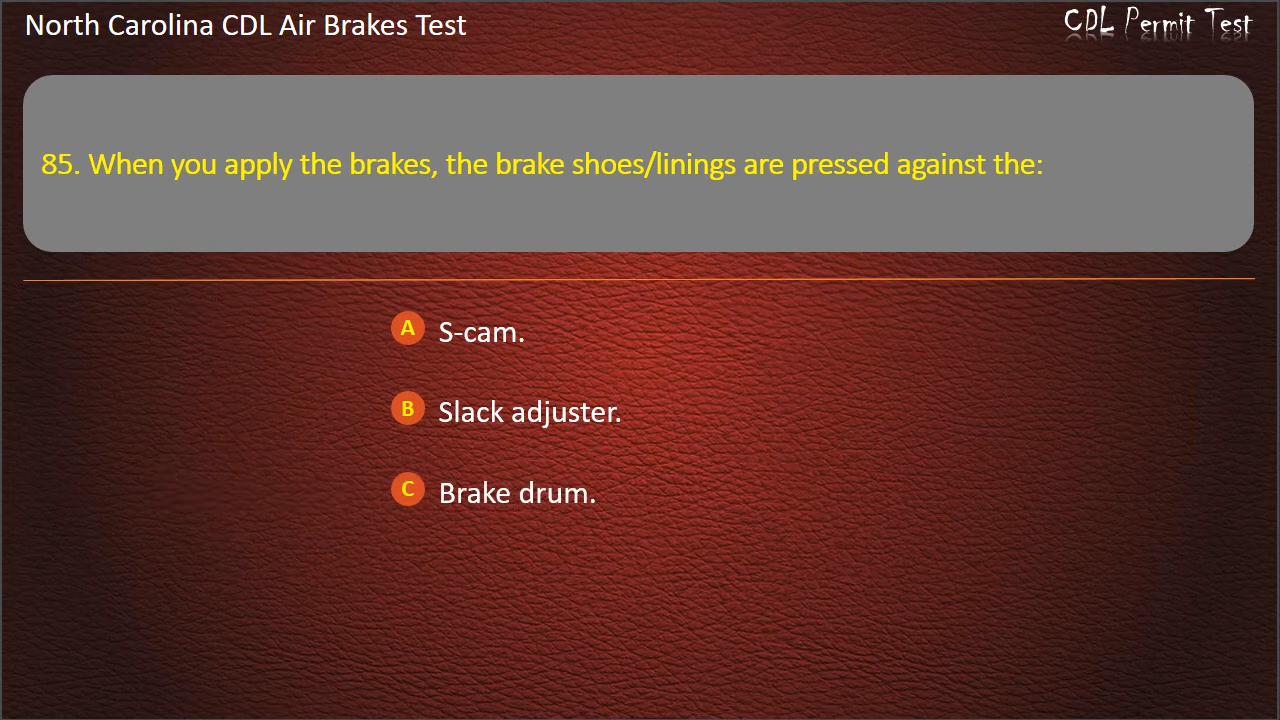 North Carolina CDL Air Brakes Test
CDL Permit Test
85. When you apply the brakes, the brake shoes/linings are pressed against the:
A S-cam.
B Slack adjuster.
C Brake drum.